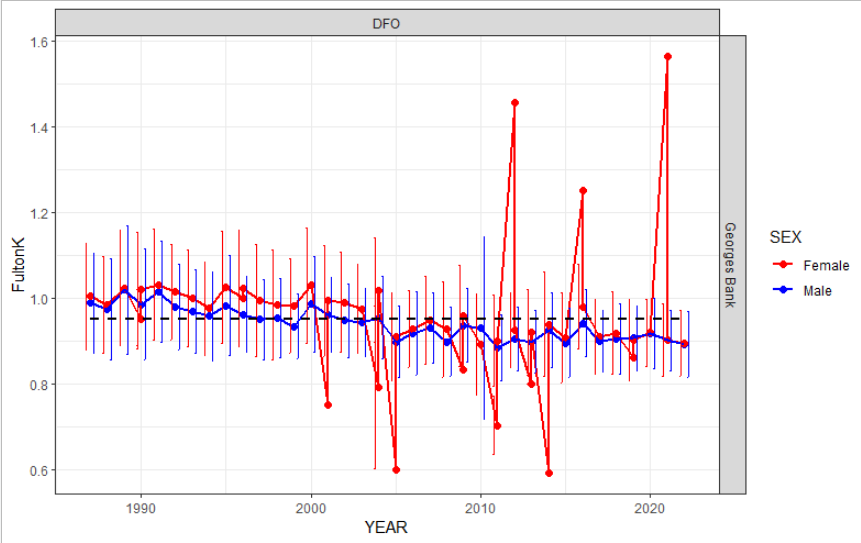 DFO
1.6
1.4
1.2
1.0
0.8
0.6
FultonK
1990
2000
2010
2020
YEAR
Georges Bank
SEX
Female
Male